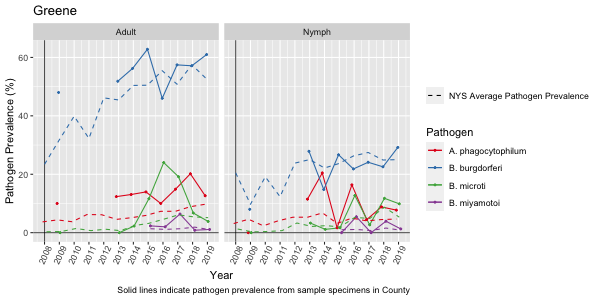 Greene
Adult
Nymph
Pathogen Prevalence (%)
60
40
20
0
2008 2009 2010 2011 2012 2013 2014 2015 2016 2017 2018 2019
2008 2009 2010 2011 2012 2013 2014 2015 2016 2017 2018 2019
Year
NYS Average Pathogen Prevalence
Pathogen
A. phagocytophilum
B. burgdorferi
B. microti
B. miyamotoi
Solid lines indicate pathogen prevalence from sample specimens in County